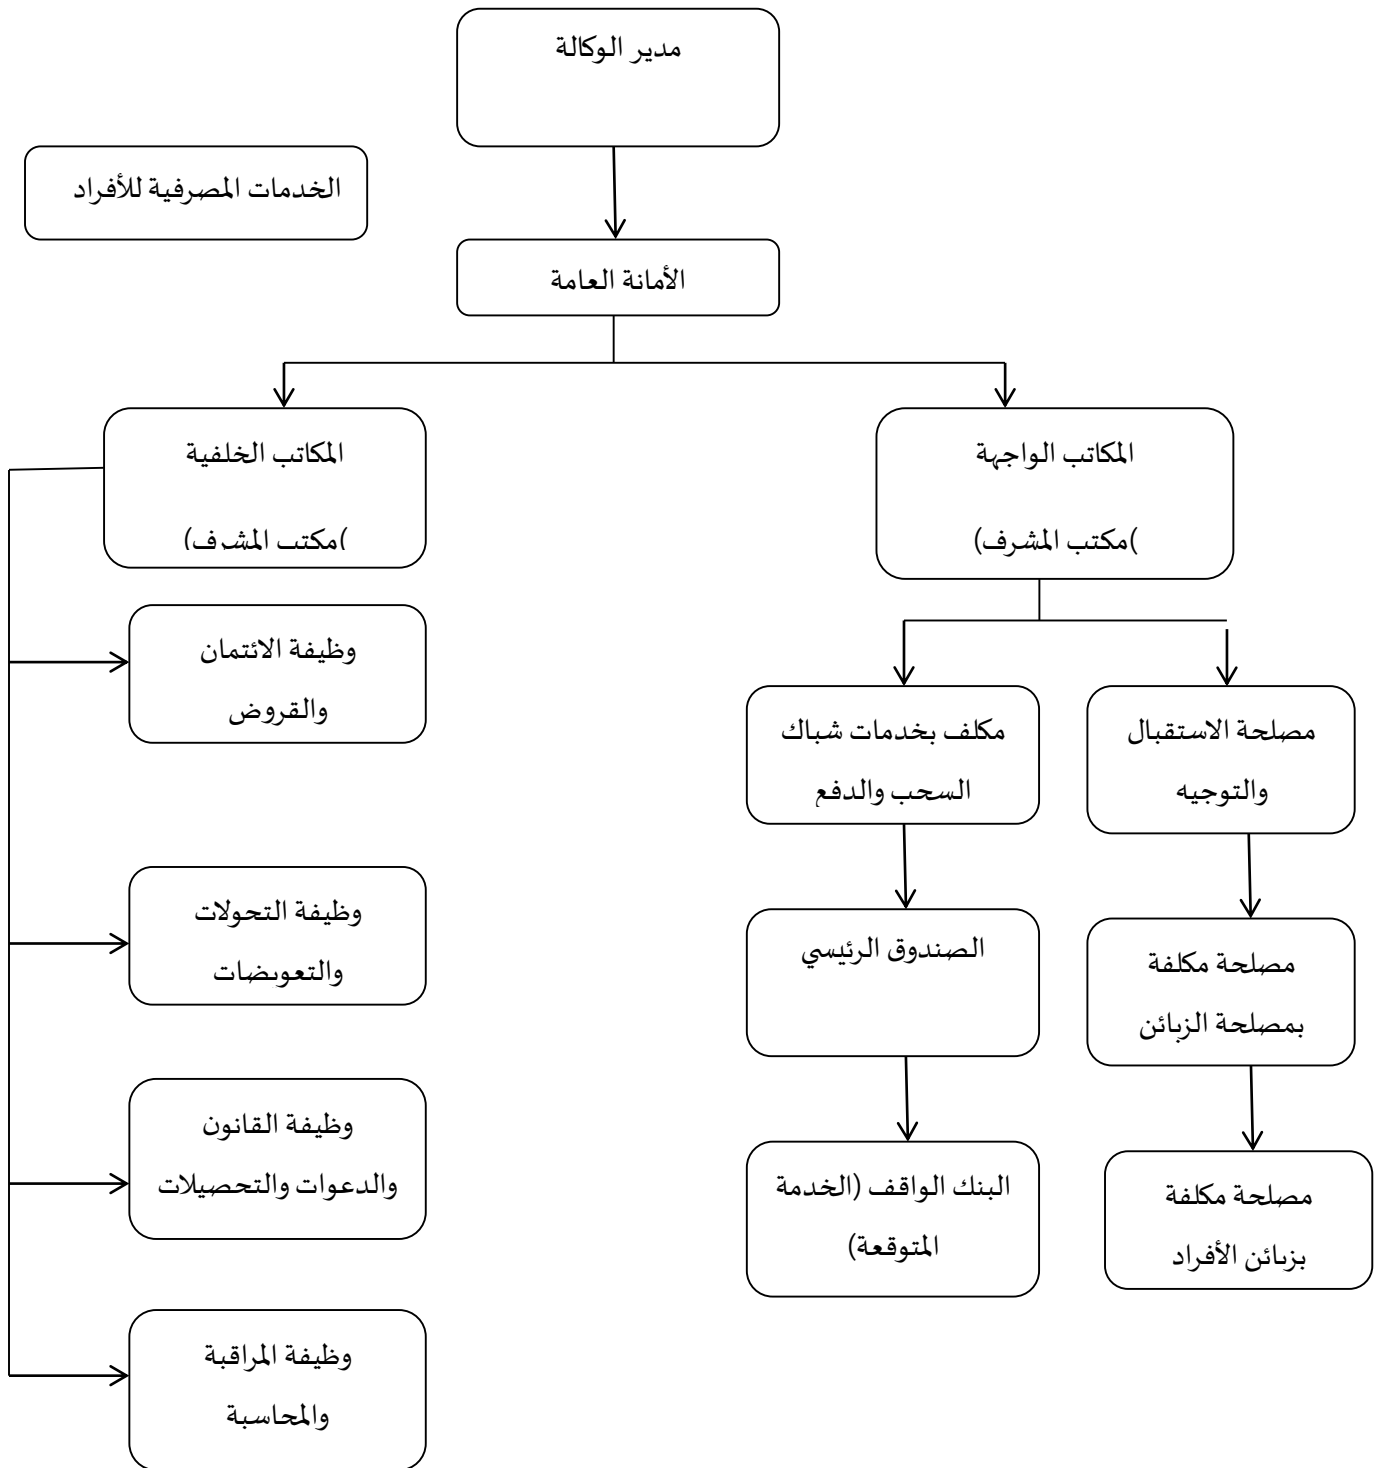 مدير الوكالة
الخدمات المصرفية للأفراد
الأمانة العامة
المكاتب الواجهة
(مكتب المشرف)
المكاتب الخلفية
(مكتب المشرف)
مصلحة الاستقبال
والتوجيه
مكلف بخدمات شباك
السحب والدفع
وظيفة الائتمان
والقروض
مصلحة مكلفة
بمصلحة الزبائن
الصندوق الرئيسي
وظيفة التحولات
والتعويضات
مصلحة مكلفة
بزبائن الأفراد
البنك الواقف (الخدمة
المتوقعة)
وظيفة القانون
والدعوات والتحصيلات
وظيفة المراقبة
والمحاسبة